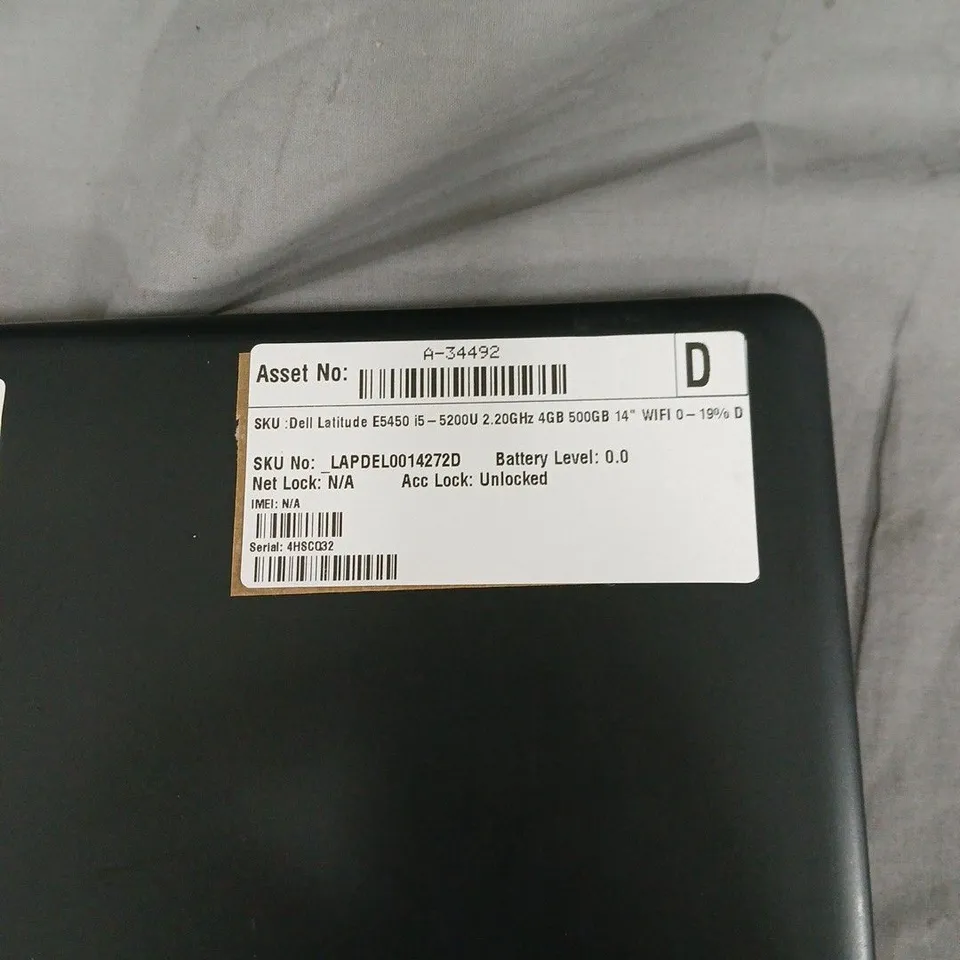 A-34492
Asset No:
D
SKU :Dell Latitude E5450 i5-5200U 2.20GHz 4GB 500GB 14" WIFI 0-19% D
SKU No: _LAPDEL0014272D Battery Level: 0.0
Net Lock: N/A Acc Lock: Unlocked
IMEI: N/A
Serial: 4HSCQ32